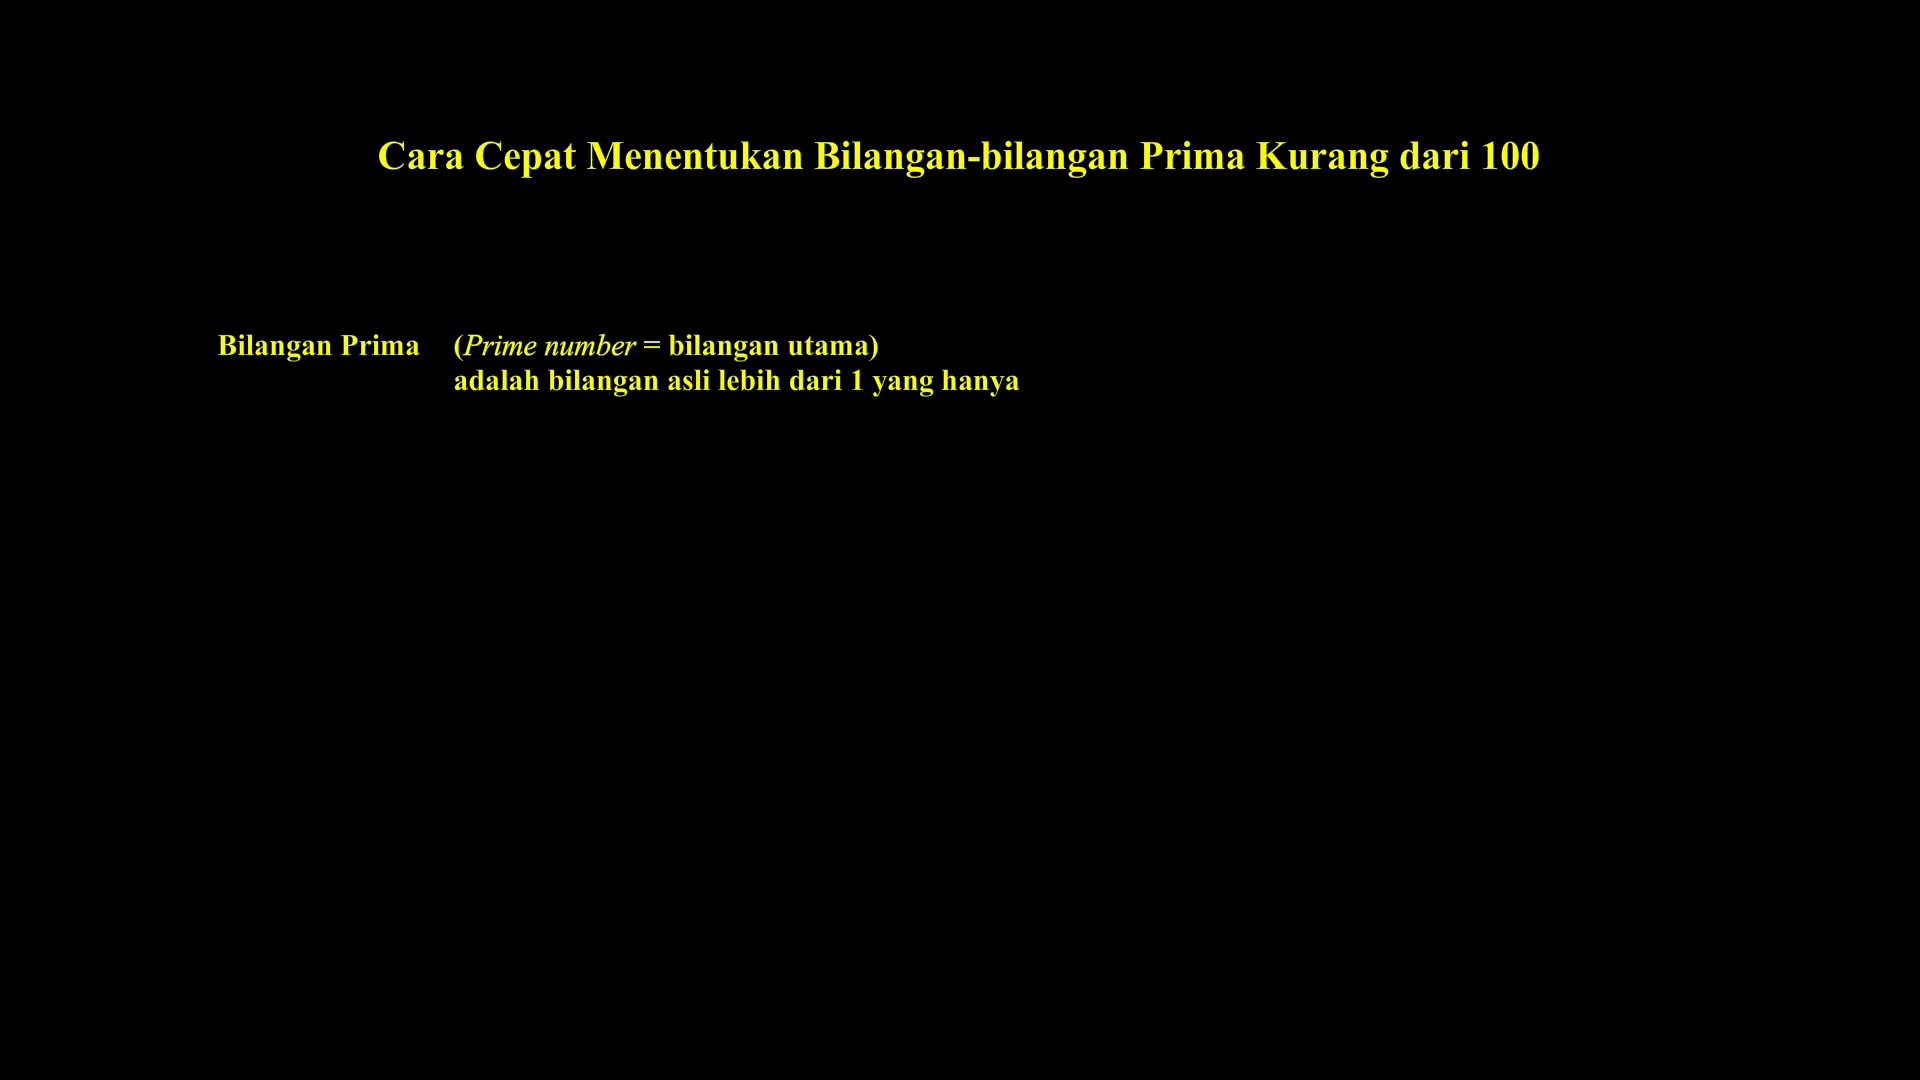 Cara Cepat Menentukan Bilangan-bilangan Prima Kurang dari 100
Bilangan Prima (Prime number = bilangan utama)
adalah bilangan asli lebih dari 1 yang hanya